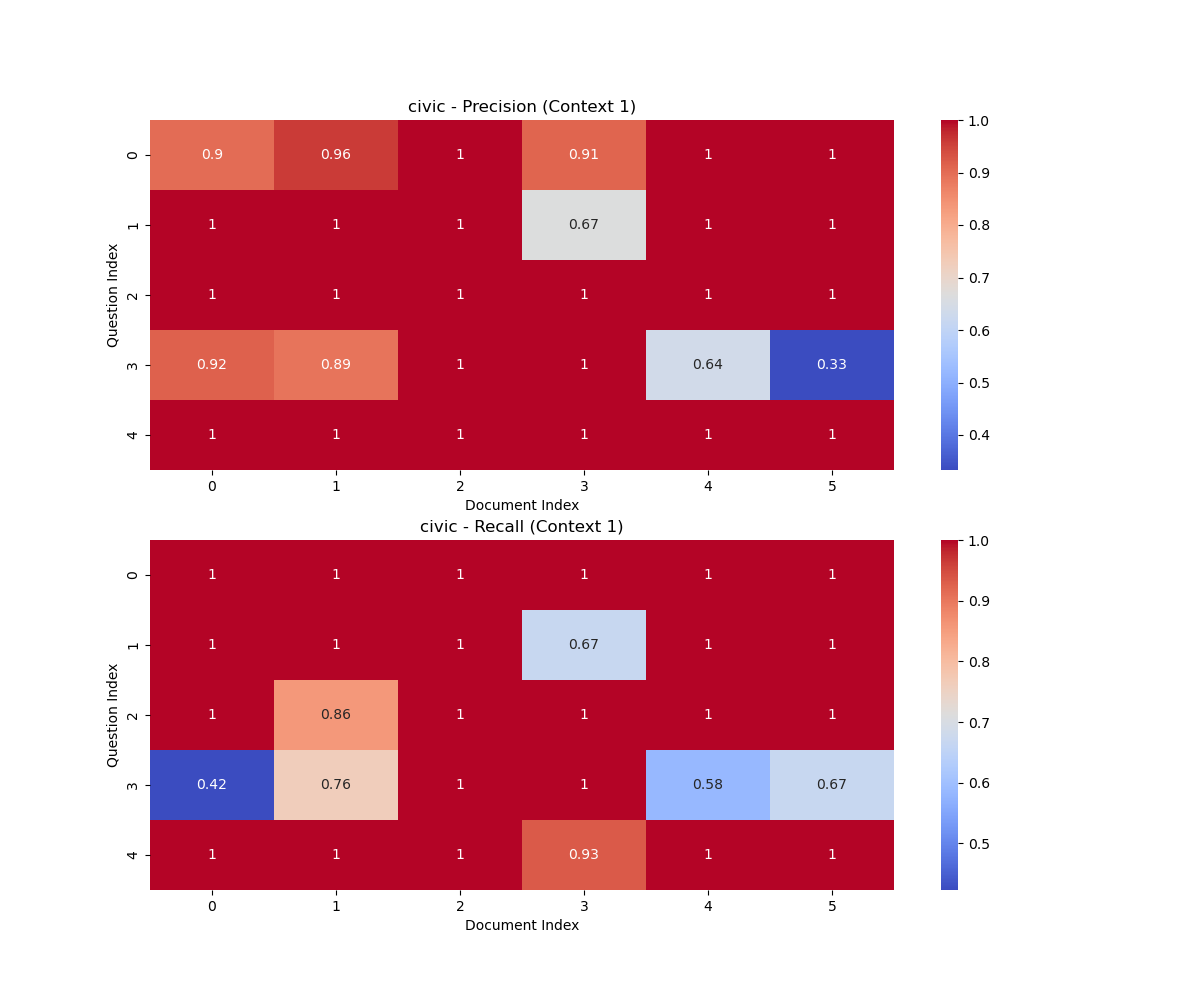 civic - Precision (Context 1)
0 0.9 0.96 1 0.91 1 1
1 1 1 1 0.67 1 1
2 1 1 1 1 1 1
3 0.92 0.89 1 1 0.64 0.33
4 1 1 1 1 1 1
Question Index
0 1 2 3 4 5
Document Index
1.0
0.9
0.8
0.7
0.6
0.5
0.4
civic - Recall (Context 1)
0 1 1 1 1 1 1
1 1 1 1 0.67 1 1
2 1 0.86 1 1 1 1
3 0.42 0.76 1 1 0.58 0.67
4 1 1 1 0.93 1 1
Question Index
0 1 2 3 4 5
Document Index
1.0
0.9
0.8
0.7
0.6
0.5